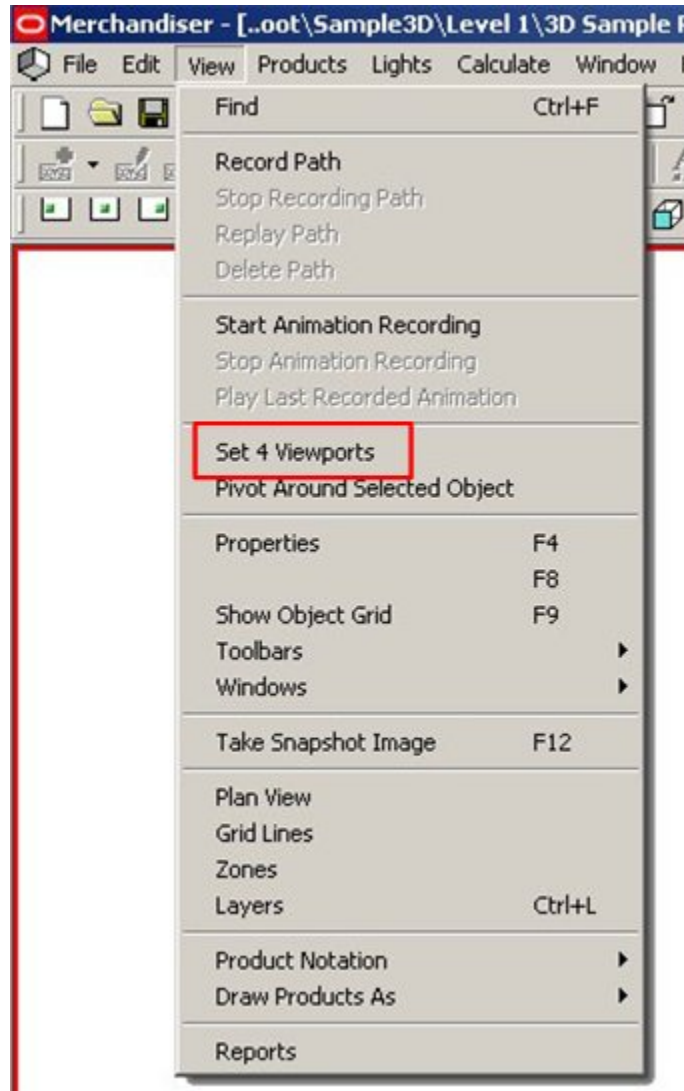 Merchandiser - [..oot\Sample3D\Level 1\3D Sample
File Edit View Products Lights Calculate Window
Find Ctrl+F
Record Path
Stop Recording Path
Replay Path
Delete Path
Start Animation Recording
Stop Animation Recording
Play Last Recorded Animation
Set 4 Viewports
Pivot Around Selected Object
Properties F4
F8
Show Object Grid F9
Toolbars
Windows
Take Snapshot Image F12
Plan View
Grid Lines
Zones
Layers Ctrl+L
Product Notation
Draw Products As
Reports